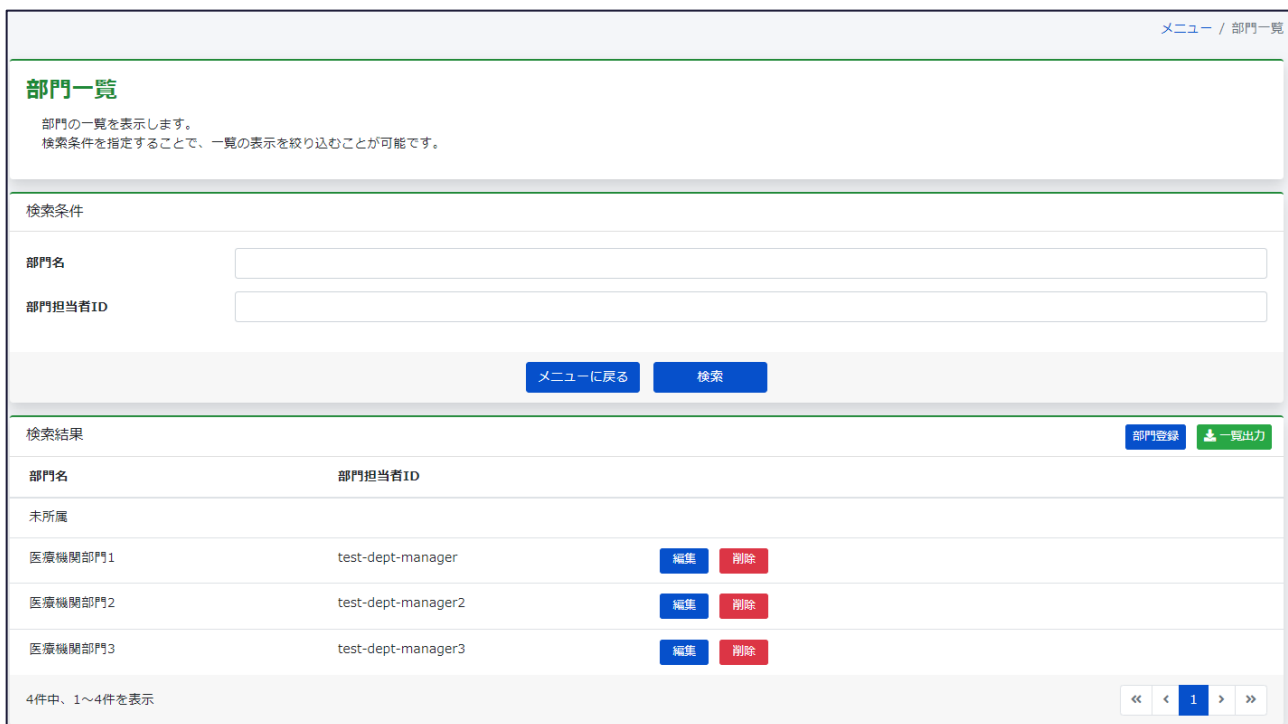 メニュー / 部門一覧
部門一覧
部門の一覧を表示します。
検索条件を指定することで、一覧の表示を絞り込むことが可能です。
検索条件
部門名
部門担当者ID
メニューに戻る 検索
検索結果 部門登録 一覧出力
部門名 部門担当者ID
未所属
医療機関部門1 test-dept-manager 編集 削除
医療機関部門2 test-dept-manager2 編集 削除
医療機関部門3 test-dept-manager3 編集 削除
4件中、1～4件を表示 « ‹ 1 › »